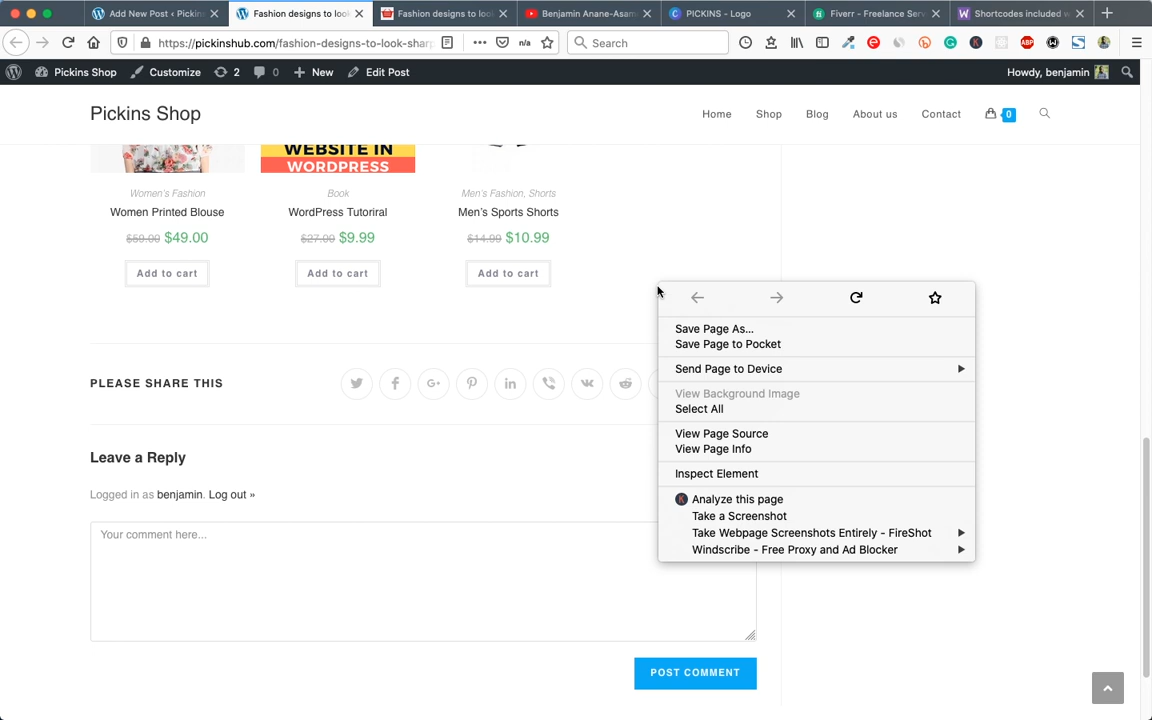 Add New Post ‹ Pickin
Fashion designs to loo
Fashion designs to loo
Benjamin Anane-Asam
PICKINS - Logo
Fiverr - Freelance Serv
Shortcodes included w
https://pickinshub.com/fashion-designs-to-look-sharp
n/a
Search
Pickins Shop
Customize
2
0
New
Edit Post
Howdy, benjamin
Pickins Shop
Home
Shop
Blog
About us
Contact
0
WEBSITE IN
WORDPRESS
Women's Fashion
Book
Men's Fashion, Shorts
Women Printed Blouse
WordPress Tutoriral
Men's Sports Shorts
$59.00 $49.00
$27.00 $9.99
$14.99 $10.99
Add to cart
Add to cart
Add to cart
Save Page As...
Save Page to Pocket
Send Page to Device
View Background Image
Select All
View Page Source
View Page Info
Inspect Element
Analyze this page
Take a Screenshot
Take Webpage Screenshots Entirely - FireShot
Windscribe - Free Proxy and Ad Blocker
PLEASE SHARE THIS
Leave a Reply
Logged in as benjamin. Log out »
Your comment here...
POST COMMENT